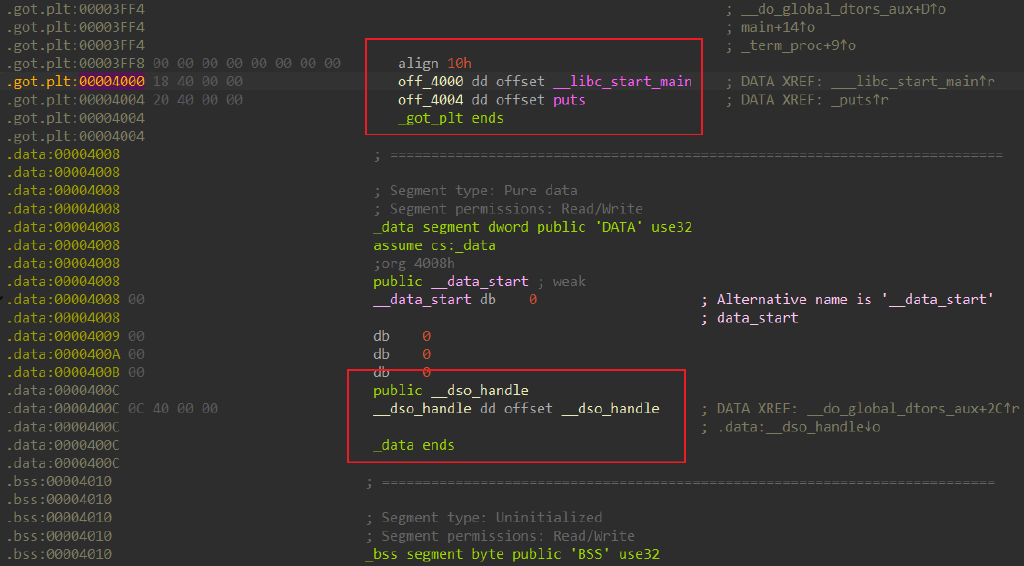 .got.plt:00003FF4 ; __do_global_dtors_aux+D↑o
.got.plt:00003FF4 ; main+14↑o
.got.plt:00003FF4 ; _term_proc+9↑o
.got.plt:00003FF8 00 00 00 00 00 00 00 00 align 10h
.got.plt:00004000 18 40 00 00 off_4000 dd offset __libc_start_main ; DATA XREF: ___libc_start_main↑r
.got.plt:00004004 20 40 00 00 off_4004 dd offset puts ; DATA XREF: _puts↑r
.got.plt:00004004 _got_plt ends
.got.plt:00004004
.data:00004008 ; ===========================================================================
.data:00004008
.data:00004008 ; Segment type: Pure data
.data:00004008 ; Segment permissions: Read/Write
.data:00004008 _data segment dword public 'DATA' use32
.data:00004008 assume cs:_data
.data:00004008 ;org 4008h
.data:00004008 public __data_start ; weak
.data:00004008 00 __data_start db 0 ; Alternative name is '__data_start'
.data:00004008 ; data_start
.data:00004009 00 db 0
.data:0000400A 00 db 0
.data:0000400B 00 db 0
.data:0000400C public __dso_handle
.data:0000400C 0C 40 00 00 __dso_handle dd offset __dso_handle ; DATA XREF: __do_global_dtors_aux+2C↑r
.data:0000400C ; .data:__dso_handle↓o
.data:0000400C _data ends
.data:0000400C
.bss:00004010 ; ===========================================================================
.bss:00004010
.bss:00004010 ; Segment type: Uninitialized
.bss:00004010 ; Segment permissions: Read/Write
.bss:00004010 _bss segment byte public 'BSS' use32